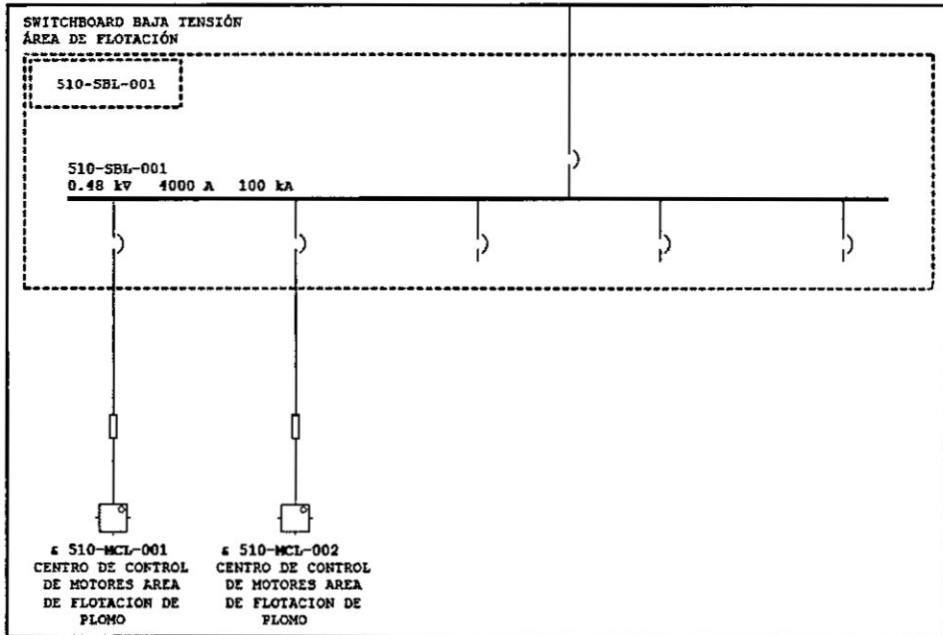 SWITCHBOARD BAJA TENSIÓN
ÁREA DE FLOTACIÓN
510-SBL-001
510-SBL-001
0.48 kV 4000 A 100 kA
& 510-MCL-001
CENTRO DE CONTROL
DE MOTORES AREA
DE FLOTACION DE
PLOMO
& 510-MCL-002
CENTRO DE CONTROL
DE MOTORES AREA
DE FLOTACION DE
PLOMO